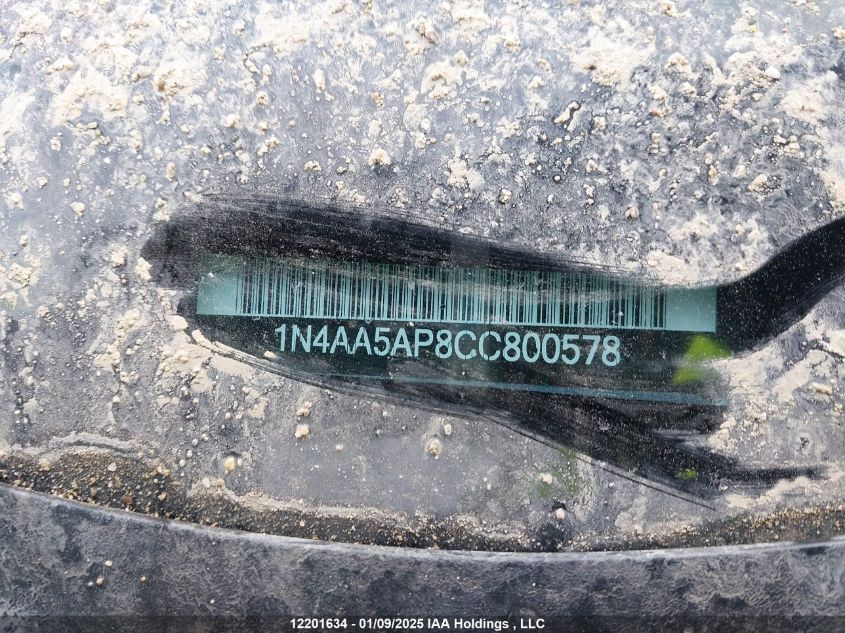 1N4AA5AP8CC800578
12201634 - 01/09/2025 IAA Holdings , LLC